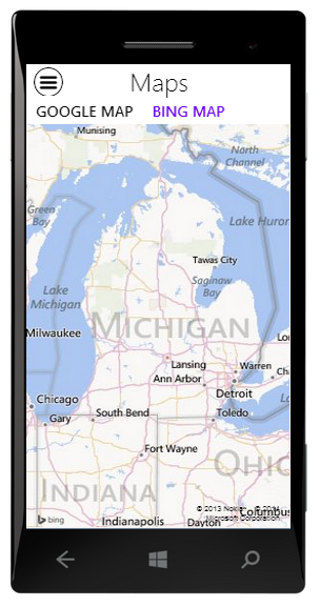 Maps
GOOGLE MAP BING MAP
Munising
North
Channel
Green
Bay
Lake Huron
Tawas City
Saginaw
Bay
Lake
Michigan
MICHIGAN
Milwaukee
Lansing
Warren
Ann Arbor
Detroit
Chicago
Gary
South Bend
Toledo
Fort Wayne
OHIO
INDIANA
bing
© 2013 Nokia
Columbus
Microsoft Corporation
Indianapolis
Dayton